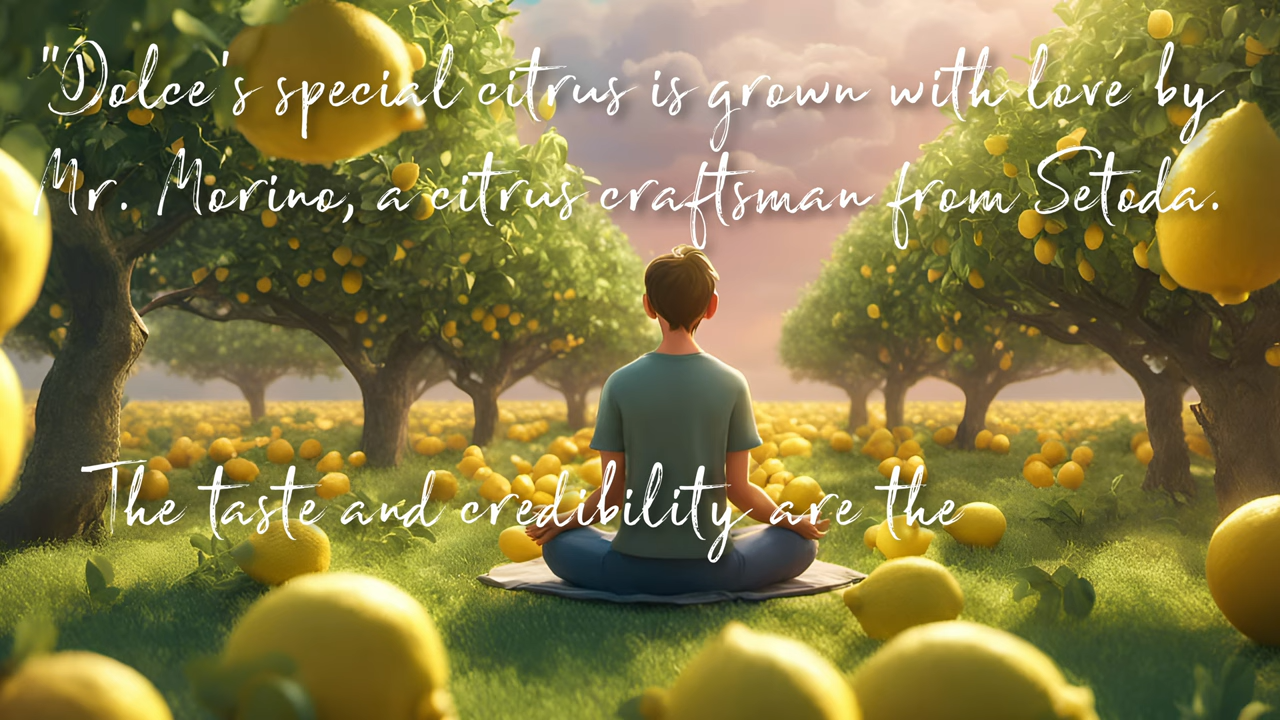 "Dolce's special citrus is grown with love by
Mr. Morino, a citrus craftsman from Setoda.
The taste and credibility are the